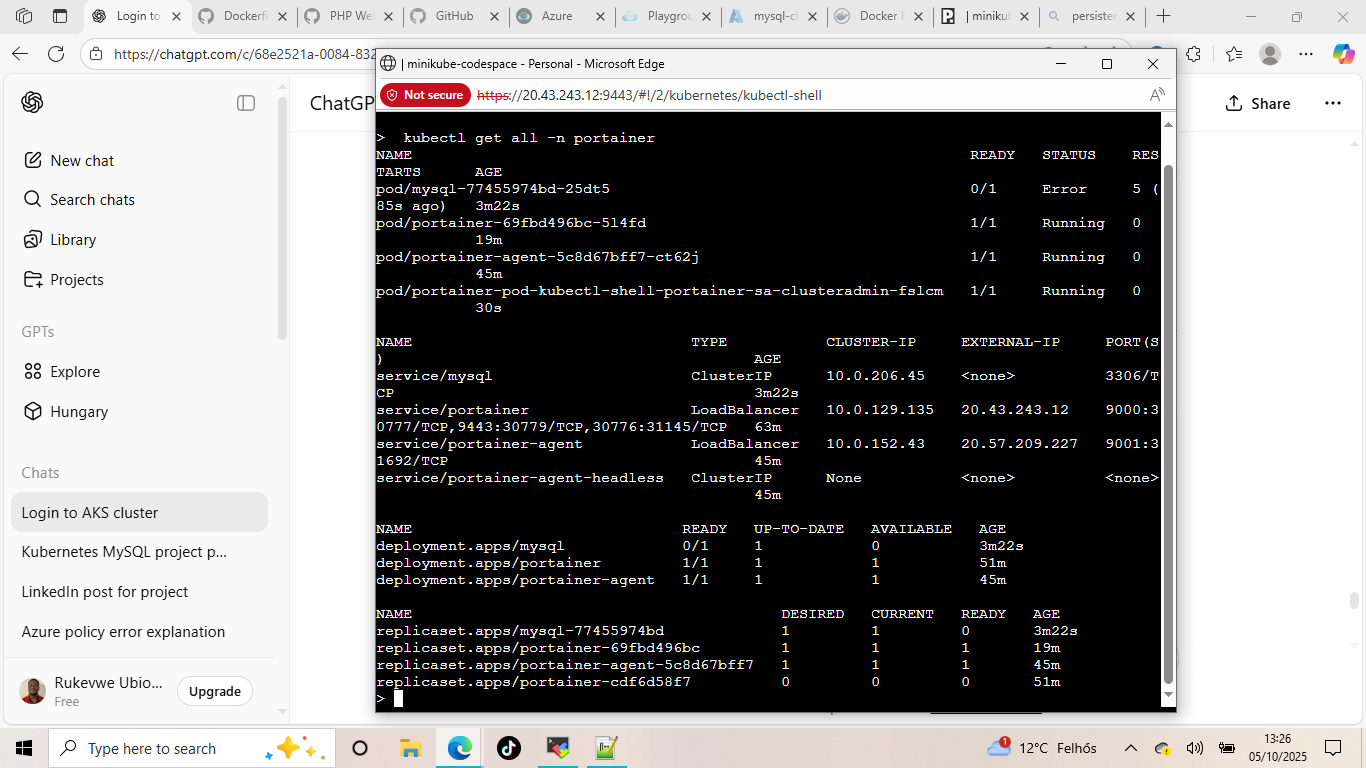 Login to
Dockerfi
PHP Wel
GitHub
Azure
Playgrou
mysql-cl
Docker H
| miniku
persister
https://chatgpt.com/c/68e2521a-0084-832
| minikube-codespace - Personal - Microsoft Edge
Not secure
https://20.43.243.12:9443/#!/2/kubernetes/kubectl-shell
ChatGP
Share
New chat
Search chats
Library
Projects
GPTs
Explore
Hungary
Chats
Login to AKS cluster
Kubernetes MySQL project p...
LinkedIn post for project
Azure policy error explanation
Rukevwe Ubio...
Free
Upgrade
> kubectl get all -n portainer
NAME READY STATUS RES
TARTS AGE
pod/mysql-77455974bd-25dt5 0/1 Error 5 (
85s ago) 3m22s
pod/portainer-69fbd496bc-5l4fd 1/1 Running 0
19m
pod/portainer-agent-5c8d67bff7-ct62j 1/1 Running 0
45m
pod/portainer-pod-kubectl-shell-portainer-sa-clusteradmin-fslcm 1/1 Running 0
30s
NAME TYPE CLUSTER-IP EXTERNAL-IP PORT(S
) AGE
service/mysql ClusterIP 10.0.206.45 <none> 3306/T
CP 3m22s
service/portainer LoadBalancer 10.0.129.135 20.43.243.12 9000:3
0777/TCP,9443:30779/TCP,30776:31145/TCP 63m
service/portainer-agent LoadBalancer 10.0.152.43 20.57.209.227 9001:3
1692/TCP 45m
service/portainer-agent-headless ClusterIP None <none> <none>
45m
NAME READY UP-TO-DATE AVAILABLE AGE
deployment.apps/mysql 0/1 1 0 3m22s
deployment.apps/portainer 1/1 1 1 51m
deployment.apps/portainer-agent 1/1 1 1 45m
NAME DESIRED CURRENT READY AGE
replicaset.apps/mysql-77455974bd 1 1 0 3m22s
replicaset.apps/portainer-69fbd496bc 1 1 1 19m
replicaset.apps/portainer-agent-5c8d67bff7 1 1 1 45m
replicaset.apps/portainer-cdf6d58f7 0 0 0 51m
>
Type here to search
1
12°C Felhős
13:26
05/10/2025